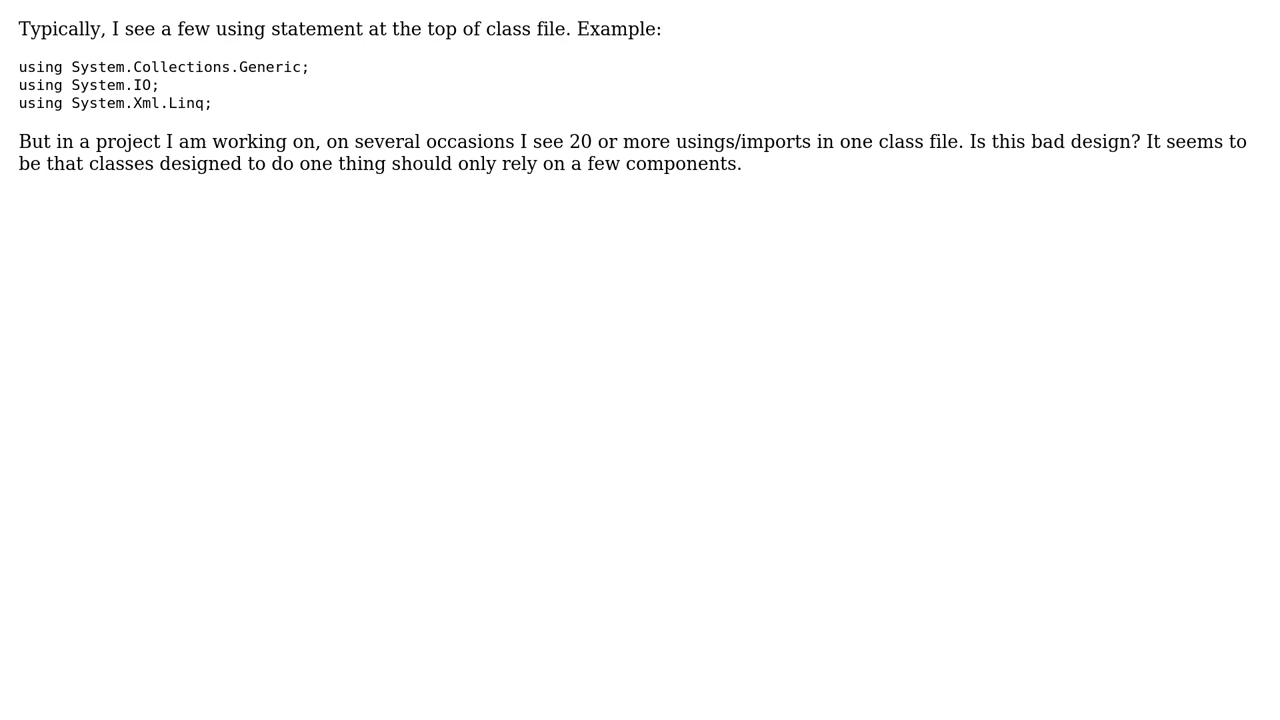 Typically, I see a few using statement at the top of class file. Example:
using System.Collections.Generic;
using System.IO;
using System.Xml.Linq;
But in a project I am working on, on several occasions I see 20 or more usings/imports in one class file. Is this bad design? It seems to
be that classes designed to do one thing should only rely on a few components.